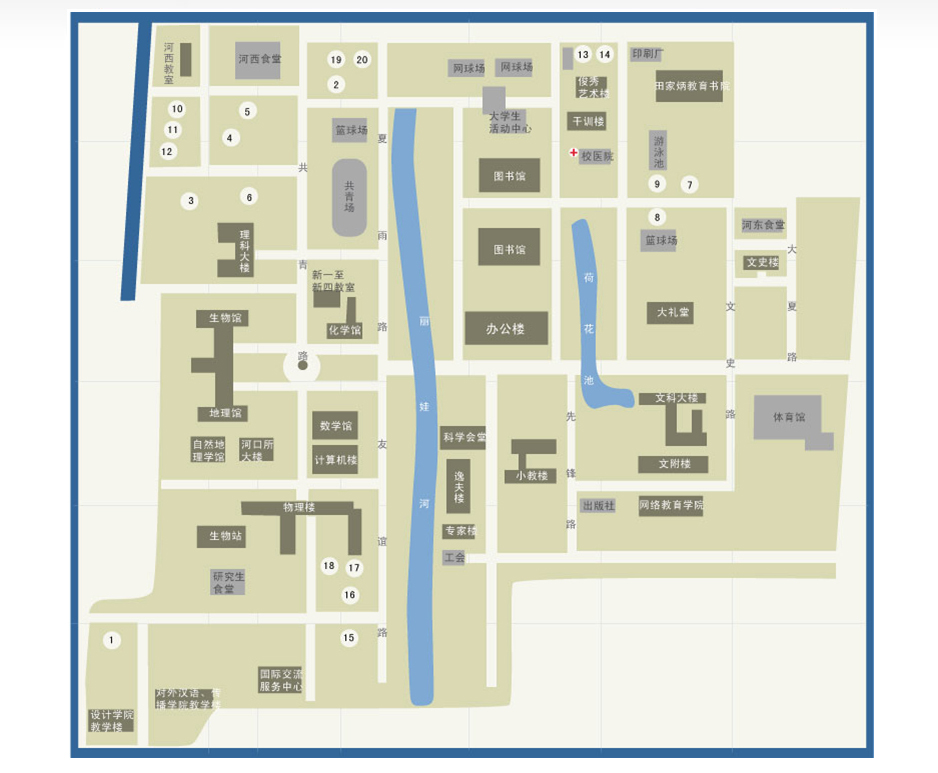 河西教室
河西食堂
19
20
2
网球场
网球场
13
14
俊秀
艺术楼
印刷厂
田家炳教育书院
10
11
12
5
4
篮球场
夏
大学生
活动中心
干训楼
校医院
游泳池
9
7
共
共青场
图书馆
3
6
理科大楼
8
篮球场
河东食堂
雨
图书馆
大
青
新一至
新四教室
文史楼
荷
生物馆
化学馆
路
丽
办公楼
花
大礼堂
文
夏
路
池
史
路
地理馆
娃
先
文科大楼
路
体育馆
数学馆
友
科学会堂
自然地
理学馆
河口所
大楼
计算机楼
逸夫楼
小教楼
文附楼
锋
物理楼
河
出版社
网络教育学院
路
生物站
谊
专家楼
工会
18
17
研究生
食堂
16
1
15
路
国际交流
服务中心
对外汉语、传
播学院教学楼
设计学院
教学楼